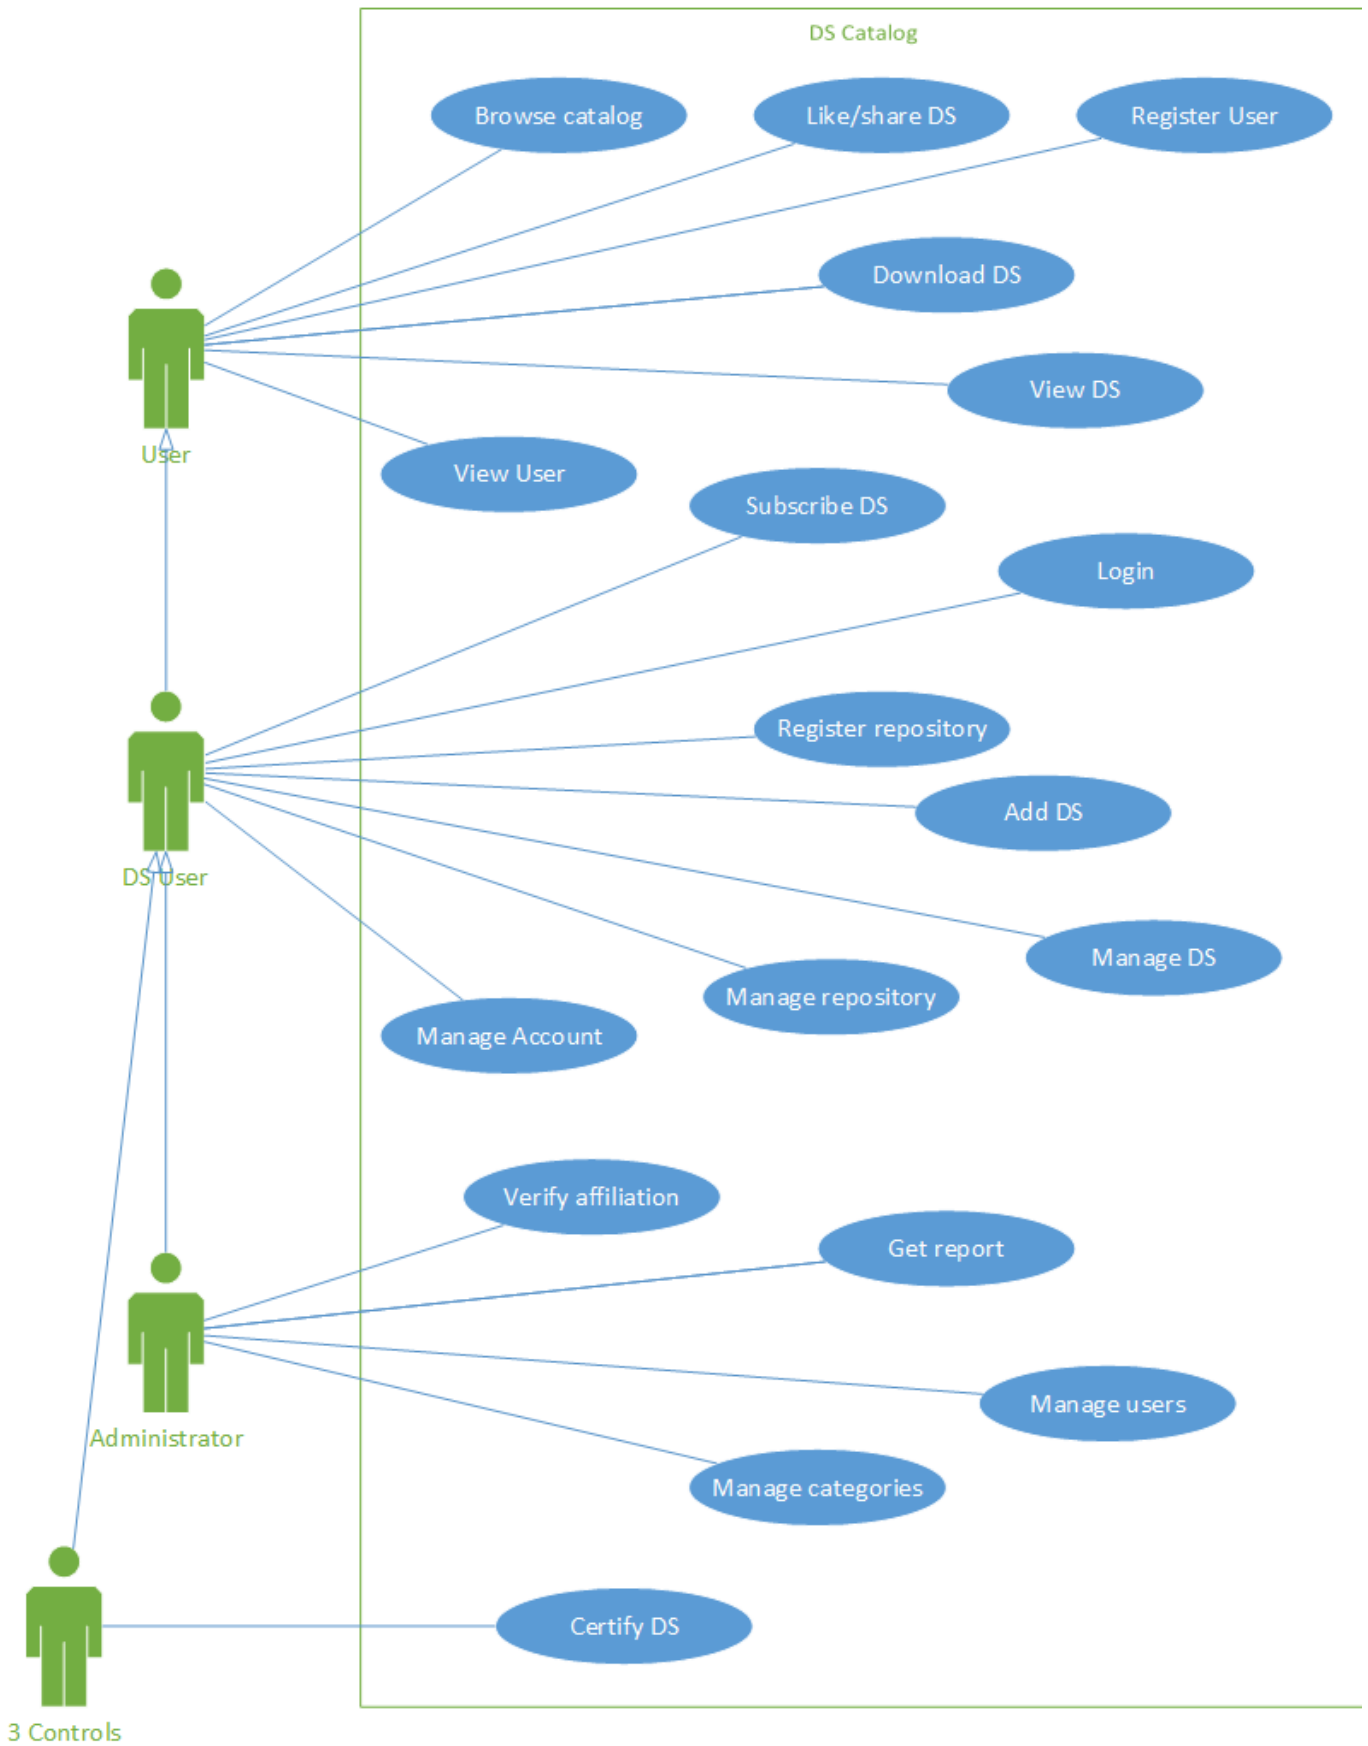 DS Catalog
Browse catalog
Like/share DS
Register User
Download DS
View DS
User
View User
Subscribe DS
Login
Register repository
Add DS
DS User
Manage DS
Manage repository
Manage Account
Verify affiliation
Get report
Manage users
Administrator
Manage categories
Certify DS
3 Controls